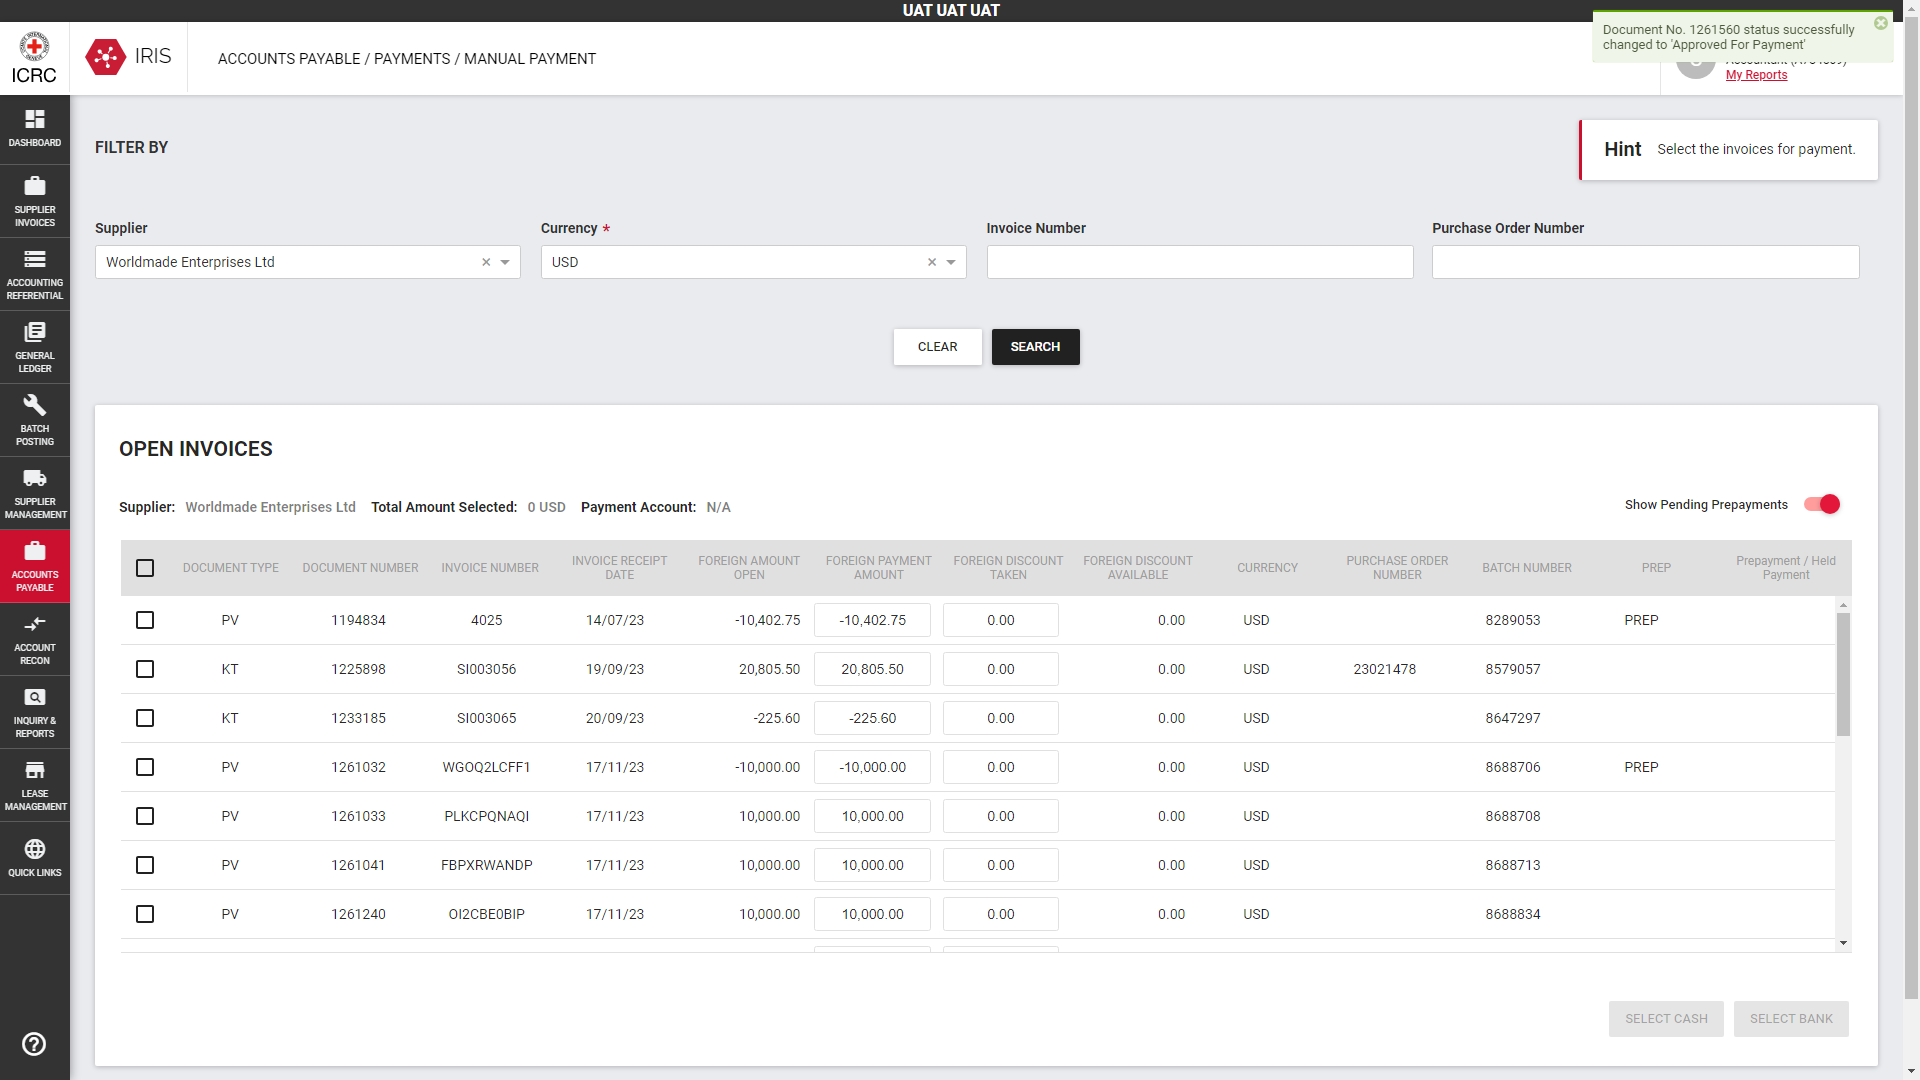 UAT UAT UAT
ICRC
IRIS
ACCOUNTS PAYABLE / PAYMENTS / MANUAL PAYMENT
Document No. 1261560 status successfully
changed to 'Approved For Payment'
My Reports
DASHBOARD
SUPPLIER
INVOICES
ACCOUNTING
REFERENTIAL
GENERAL
LEDGER
BATCH
POSTING
SUPPLIER
MANAGEMENT
ACCOUNTS
PAYABLE
ACCOUNT
RECON
INQUIRY &
REPORTS
LEASE
MANAGEMENT
QUICK LINKS
FILTER BY
Hint Select the invoices for payment.
Supplier Currency * Invoice Number Purchase Order Number
Worldmade Enterprises Ltd USD
CLEAR SEARCH
OPEN INVOICES
Supplier: Worldmade Enterprises Ltd Total Amount Selected: 0 USD Payment Account: N/A Show Pending Prepayments
DOCUMENT TYPE DOCUMENT NUMBER INVOICE NUMBER INVOICE RECEIPT DATE FOREIGN AMOUNT OPEN FOREIGN PAYMENT AMOUNT FOREIGN DISCOUNT TAKEN FOREIGN DISCOUNT AVAILABLE CURRENCY PURCHASE ORDER NUMBER BATCH NUMBER PREP Prepayment / Held Payment
PV 1194834 4025 14/07/23 -10,402.75 -10,402.75 0.00 0.00 USD 8289053 PREP
KT 1225898 SI003056 19/09/23 20,805.50 20,805.50 0.00 0.00 USD 23021478 8579057
KT 1233185 SI003065 20/09/23 -225.60 -225.60 0.00 0.00 USD 8647297
PV 1261032 WGOQ2LCFF1 17/11/23 -10,000.00 -10,000.00 0.00 0.00 USD 8688706 PREP
PV 1261033 PLKCPQNAQI 17/11/23 10,000.00 10,000.00 0.00 0.00 USD 8688708
PV 1261041 FBPXRWANDP 17/11/23 10,000.00 10,000.00 0.00 0.00 USD 8688713
PV 1261240 OI2CBE0BIP 17/11/23 10,000.00 10,000.00 0.00 0.00 USD 8688834
SELECT CASH SELECT BANK